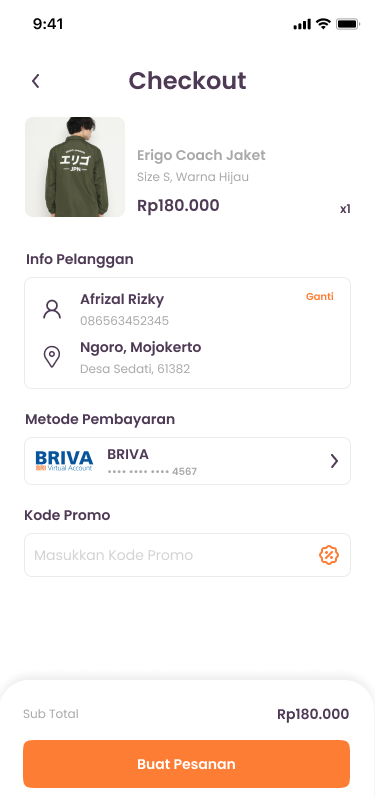 9:41
Checkout
エリゴ
JPN
Erigo Coach Jaket
Size S, Warna Hijau
Rp180.000
x1
Info Pelanggan
Afrizal Rizky
Ganti
086563452345
Ngoro, Mojokerto
Desa Sedati, 61382
Metode Pembayaran
BRIVA
BRI Virtual Account
BRIVA
•••• •••• •••• 4567
Kode Promo
Masukkan Kode Promo
Sub Total
Rp180.000
Buat Pesanan